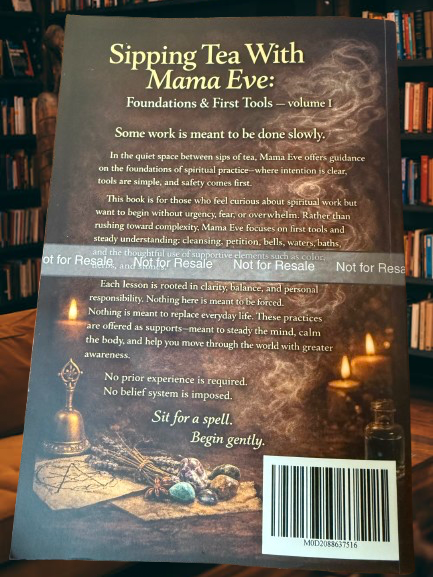 Sipping Tea With
Mama Eve:
Foundations & First Tools – volume 1
Some work is meant to be done slowly.
In the quiet space between sips of tea, Mama Eve offers guidance
on the foundations of spiritual practice—where intention is clear,
tools are simple, and safety comes first.
This book is for those who feel curious about spiritual work but
want to begin without urgency, fear, or overwhelm. Rather than
rushing toward complexity, Mama Eve focuses on first tools and
steady understanding: cleansing, petition, bells, waters, baths,
and the thoughtful use of supportive elements such as color,
ot for Resale Not for Resale Not for Resale Not for Resa
Each lesson is rooted in clarity, balance, and personal
responsibility. Nothing here is meant to be forced.
Nothing is meant to replace everyday life. These practices
are offered as supports—meant to steady the mind, calm
the body, and help you move through the world with greater
awareness.
No prior experience is required.
No belief system is imposed.
Sit for a spell.
Begin gently.
M0D2088637516